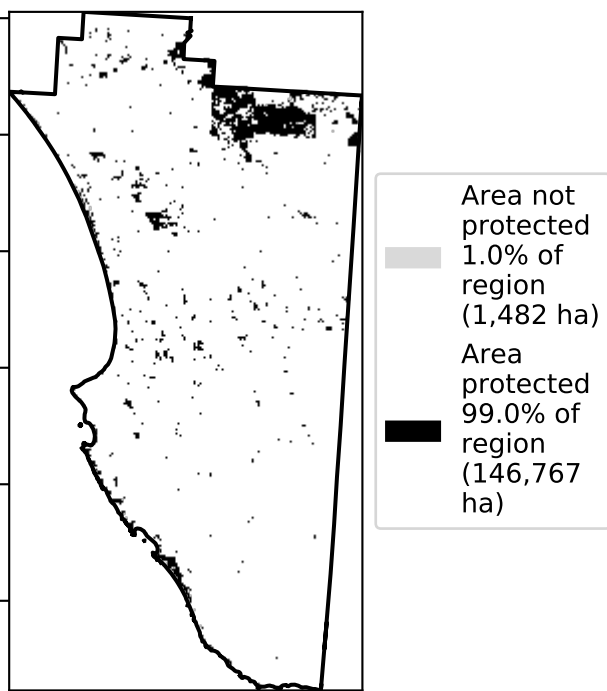 Area not
protected
1.0% of
region
(1,482 ha)
Area
protected
99.0% of
region
(146,767
ha)